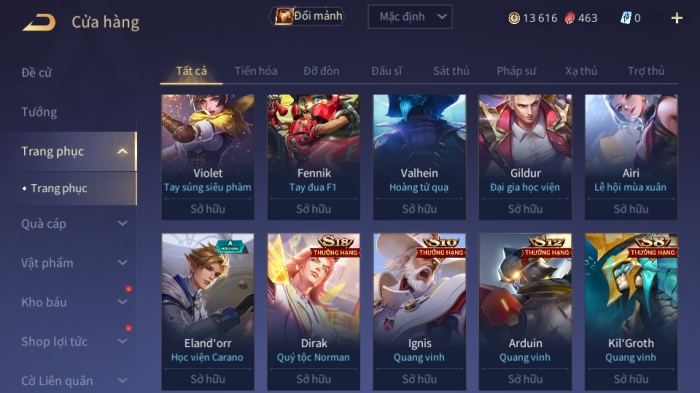 Cửa hàng
Đổi mảnh
Mặc định
13 616
463
0
Đề cử
Tướng
Trang phục
Trang phục
Quà cáp
Vật phẩm
Kho báu
Shop lợi tức
Cờ Liên quân
Tất cả Tiến hóa Đỡ đòn Đấu sĩ Sát thủ Pháp sư Xạ thủ Trợ thủ
Violet
Tay súng siêu phàm
Sở hữu
Fennik
Tay đua F1
Sở hữu
Valhein
Hoàng tử quạ
Sở hữu
Gildur
Đại gia học viện
Sở hữu
Airi
Lễ hội mùa xuân
Sở hữu
Eland'orr
Học viện Carano
Sở hữu
S18
THƯỞNG HẠNG
Dirak
Quý tộc Norman
Sở hữu
S10
THƯỞNG HẠNG
Ignis
Quang vinh
Sở hữu
S12
THƯỞNG HẠNG
Arduin
Quang vinh
Sở hữu
S8
THƯỞNG HẠNG
Kil'Groth
Quang vinh
Sở hữu